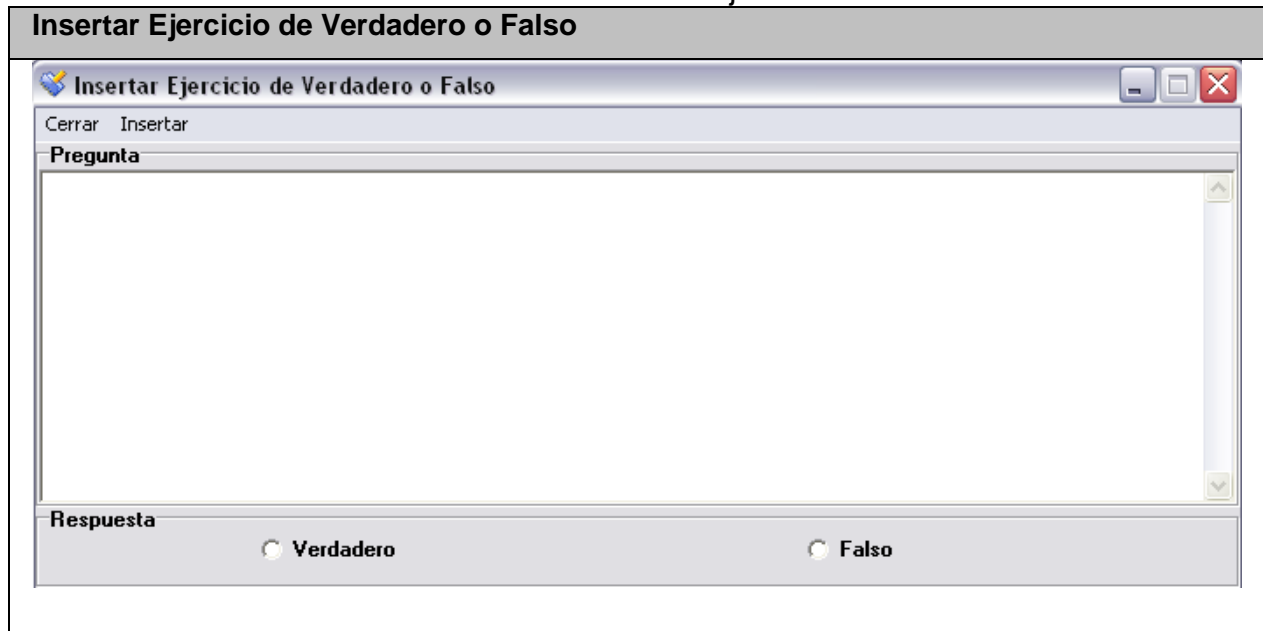 Insertar Ejercicio de Verdadero o Falso
Insertar Ejercicio de Verdadero o Falso
Cerrar Insertar
Pregunta
Respuesta
Verdadero Falso